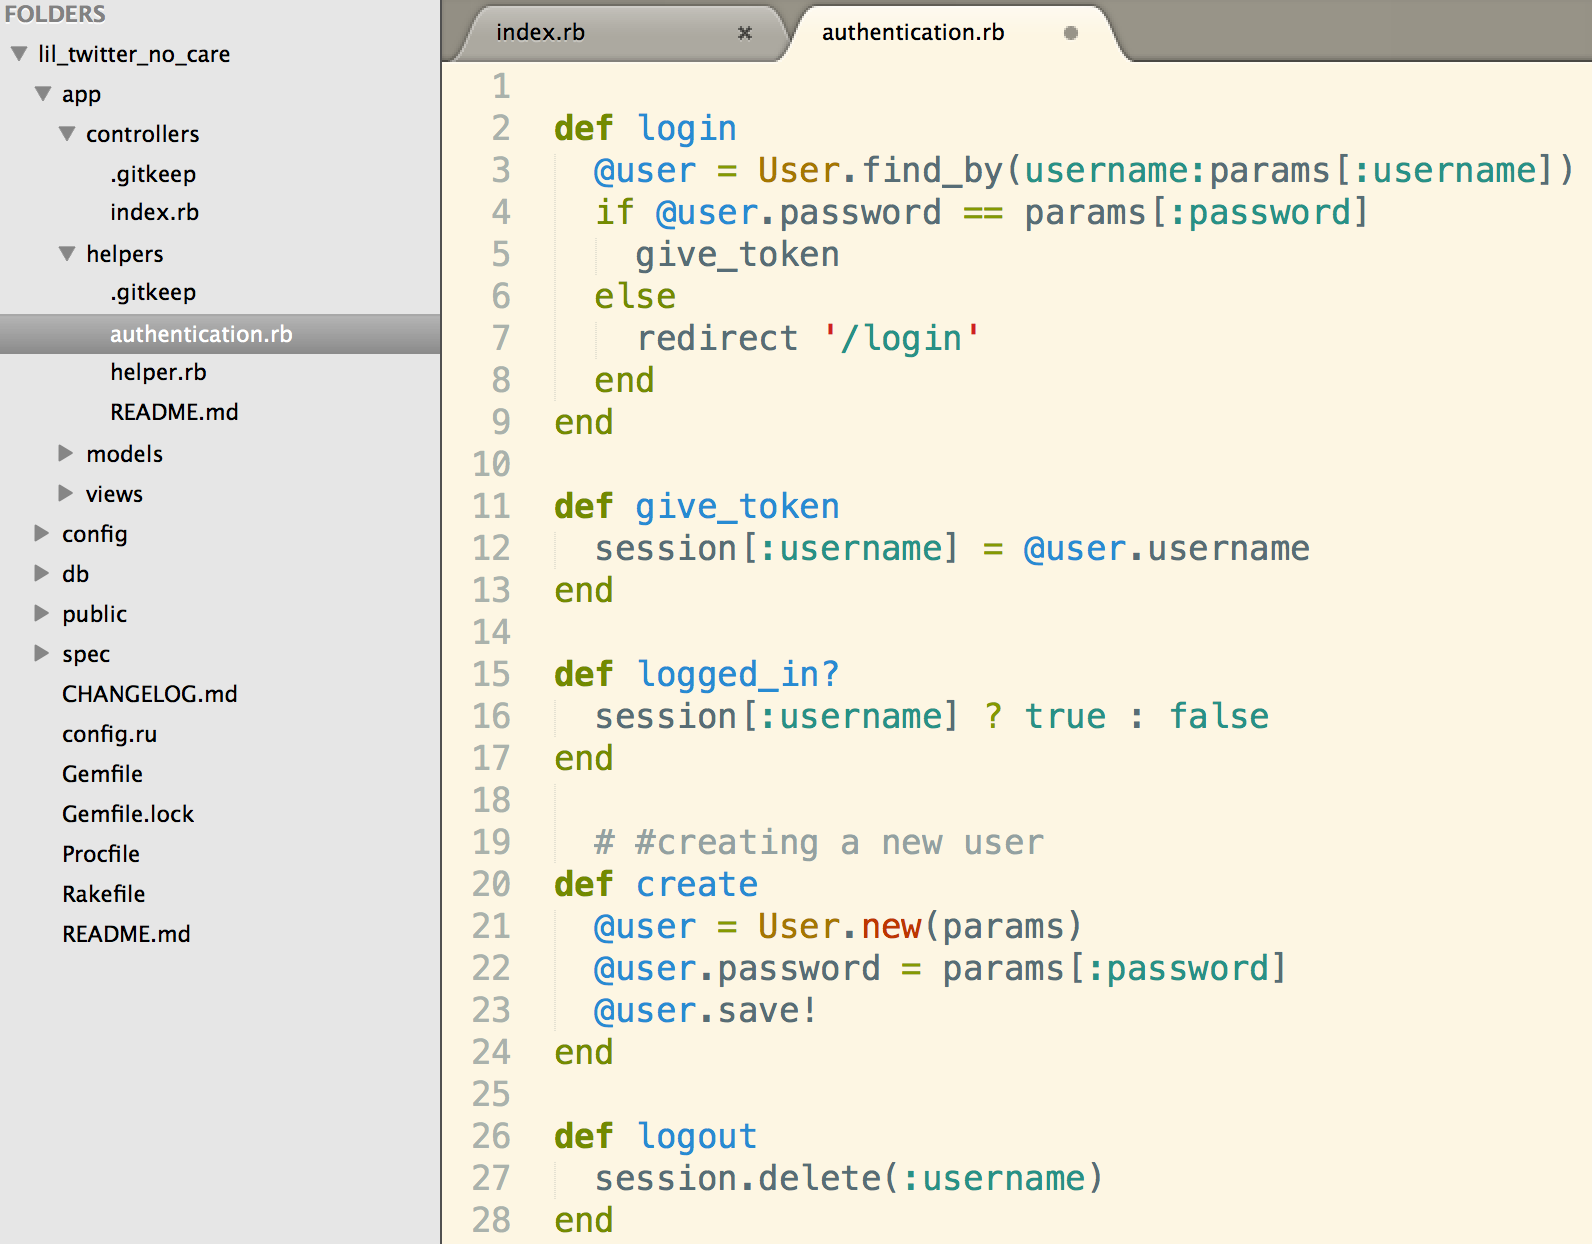 FOLDERS
lil_twitter_no_care
app
controllers
.gitkeep
index.rb
helpers
.gitkeep
authentication.rb
helper.rb
README.md
models
views
config
db
public
spec
CHANGELOG.md
config.ru
Gemfile
Gemfile.lock
Procfile
Rakefile
README.md
index.rb
authentication.rb
1
2 def login
3   @user = User.find_by(username:params[:username])
4   if @user.password == params[:password]
5     give_token
6   else
7     redirect '/login'
8   end
9 end
10
11 def give_token
12   session[:username] = @user.username
13 end
14
15 def logged_in?
16   session[:username] ? true : false
17 end
18
19   # #creating a new user
20 def create
21   @user = User.new(params)
22   @user.password = params[:password]
23   @user.save!
24 end
25
26 def logout
27   session.delete(:username)
28 end